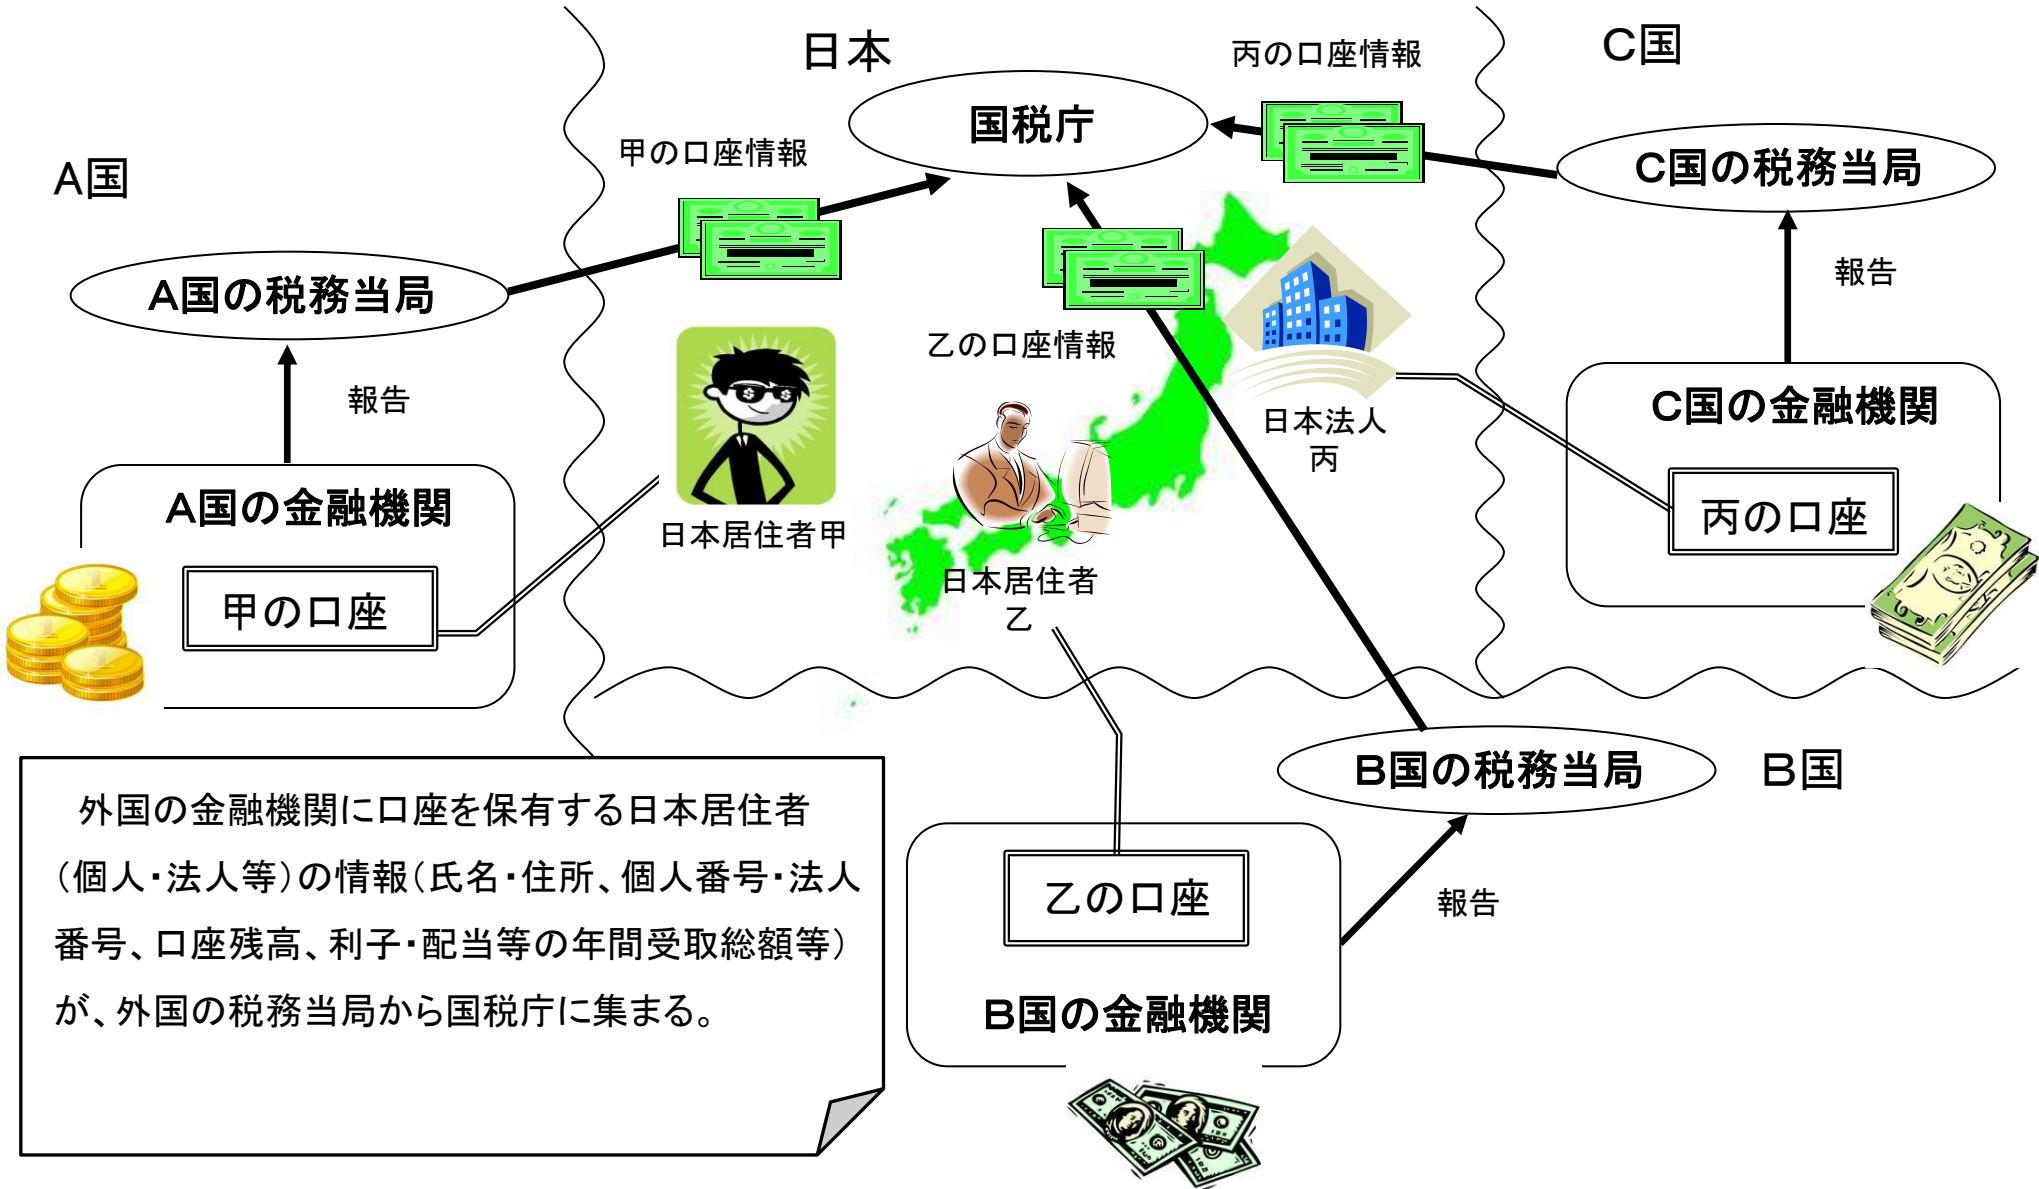 日本
丙の口座情報
C国
国税庁
甲の口座情報
C国の税務当局
A国
報告
A国の税務当局
乙の口座情報
報告
C国の金融機関
日本法人
丙
A国の金融機関
丙の口座
日本居住者甲
日本居住者
乙
甲の口座
B国の税務当局
B国
外国の金融機関に口座を保有する日本居住者
（個人・法人等）の情報（氏名・住所、個人番号・法人
番号、口座残高、利子・配当等の年間受取総額等）
が、外国の税務当局から国税庁に集まる。
乙の口座
報告
B国の金融機関